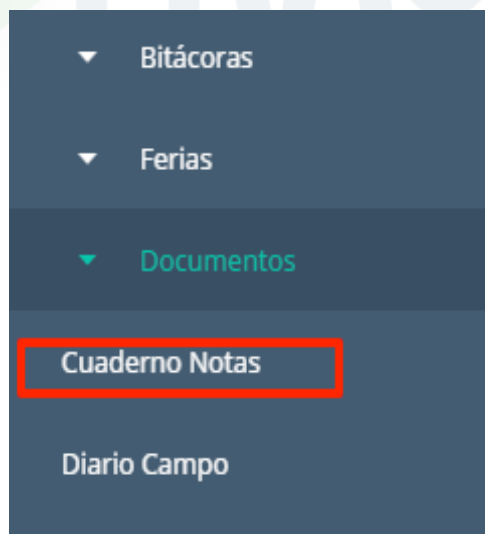 Bitácoras
Ferias
Documentos
Cuaderno Notas
Diario Campo